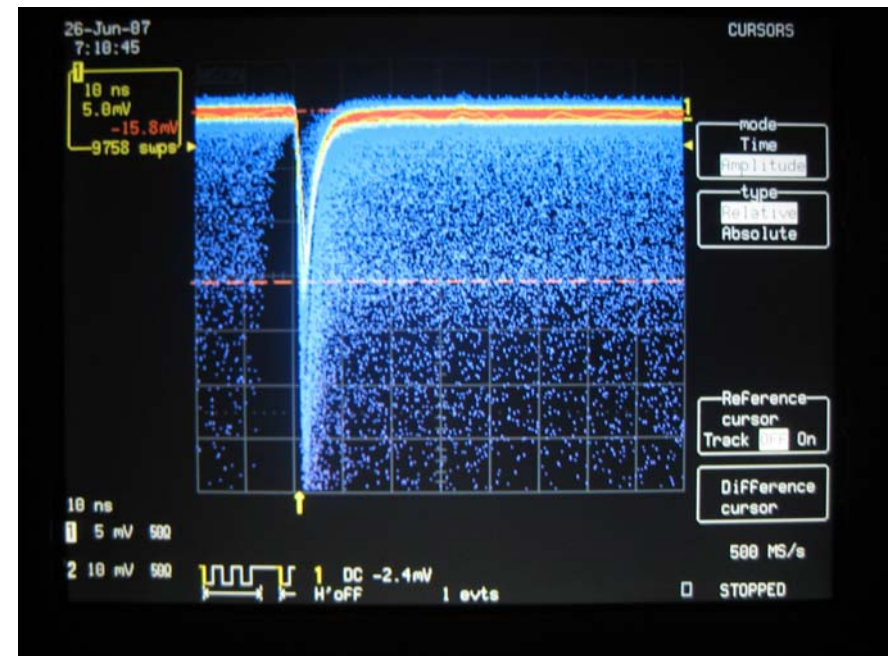 26-Jun-07
7:10:45
CURSORS
1
10 ns
5.0mV
-15.8mV
9758 swps
1
mode
Time
Amplitude
type
Relative
Absolute
Reference
cursor
Track OFF On
Difference
cursor
10 ns
1 5 mV 50Ω
2 10 mV 50Ω
1 DC -2.4mV
H'oFF 1 evts
500 MS/s
STOPPED